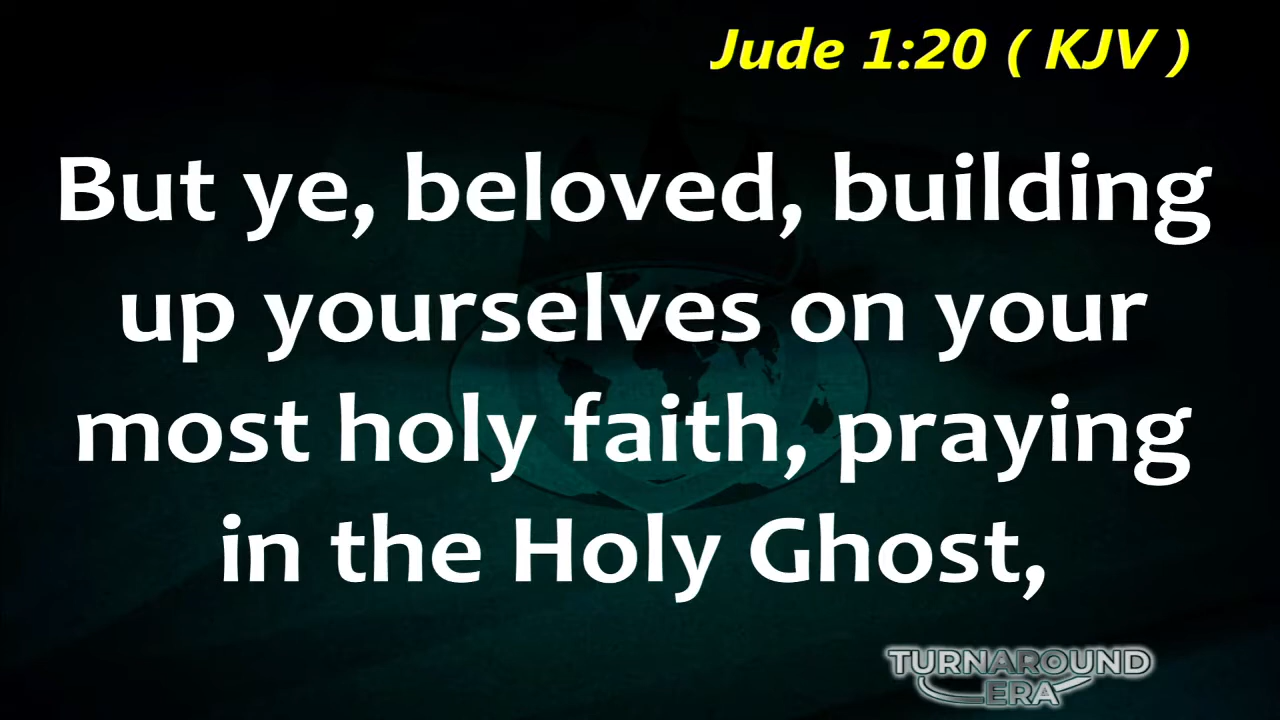 Jude 1:20 ( KJV )
But ye, beloved, building
up yourselves on your
most holy faith, praying
in the Holy Ghost,
TURNAROUND
ERA